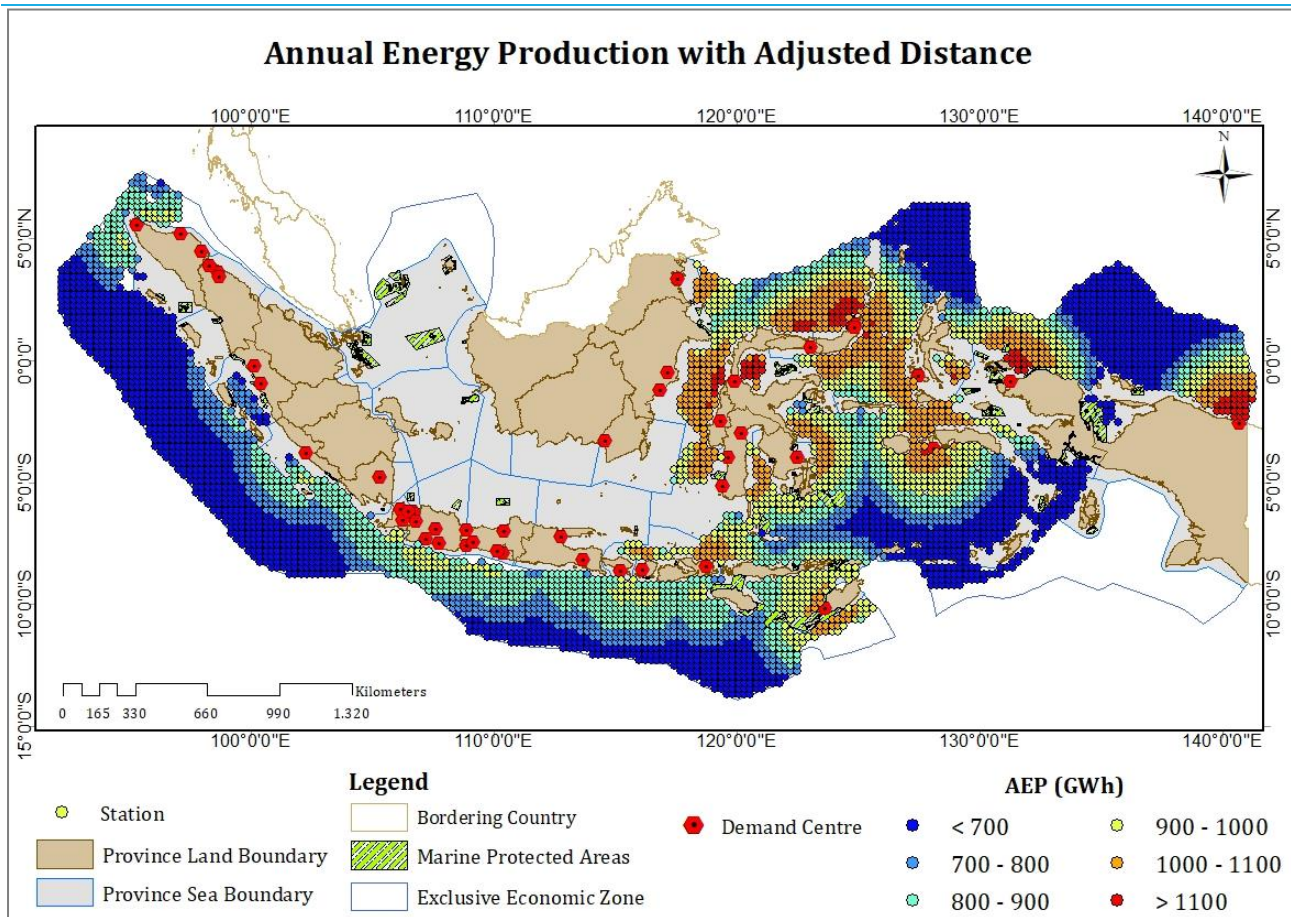 Annual Energy Production with Adjusted Distance
100°0'0"E 110°0'0"E 120°0'0"E 130°0'0"E 140°0'0"E
N
5°0'0"N 5°0'0"N
0°0'0" 0°0'0"
5°0'0"S 5°0'0"S
10°0'0"S 10°0'0"S
15°0'0"S
Kilometers
0 165 330 660 990 1.320
100°0'0"E 110°0'0"E 120°0'0"E 130°0'0"E 140°0'0"E
Legend
Station
Province Land Boundary
Province Sea Boundary
Bordering Country
Marine Protected Areas
Exclusive Economic Zone
Demand Centre
AEP (GWh)
< 700
700 - 800
800 - 900
900 - 1000
1000 - 1100
> 1100